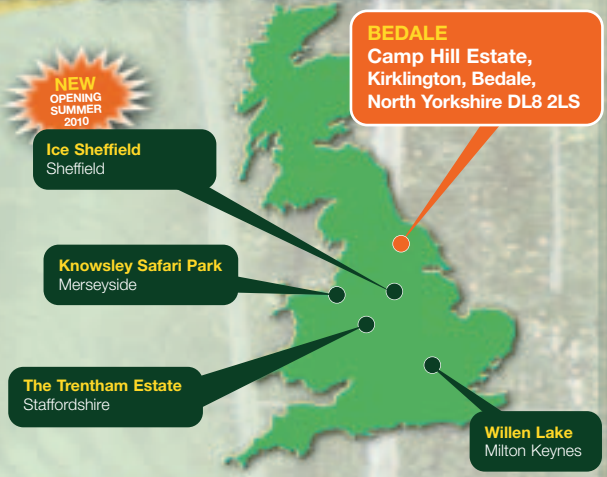 BEDALE
Camp Hill Estate,
Kirklington, Bedale,
North Yorkshire DL8 2LS
NEW
OPENING
SUMMER
2010
Ice Sheffield
Sheffield
Knowsley Safari Park
Merseyside
The Trentham Estate
Staffordshire
Willen Lake
Milton Keynes